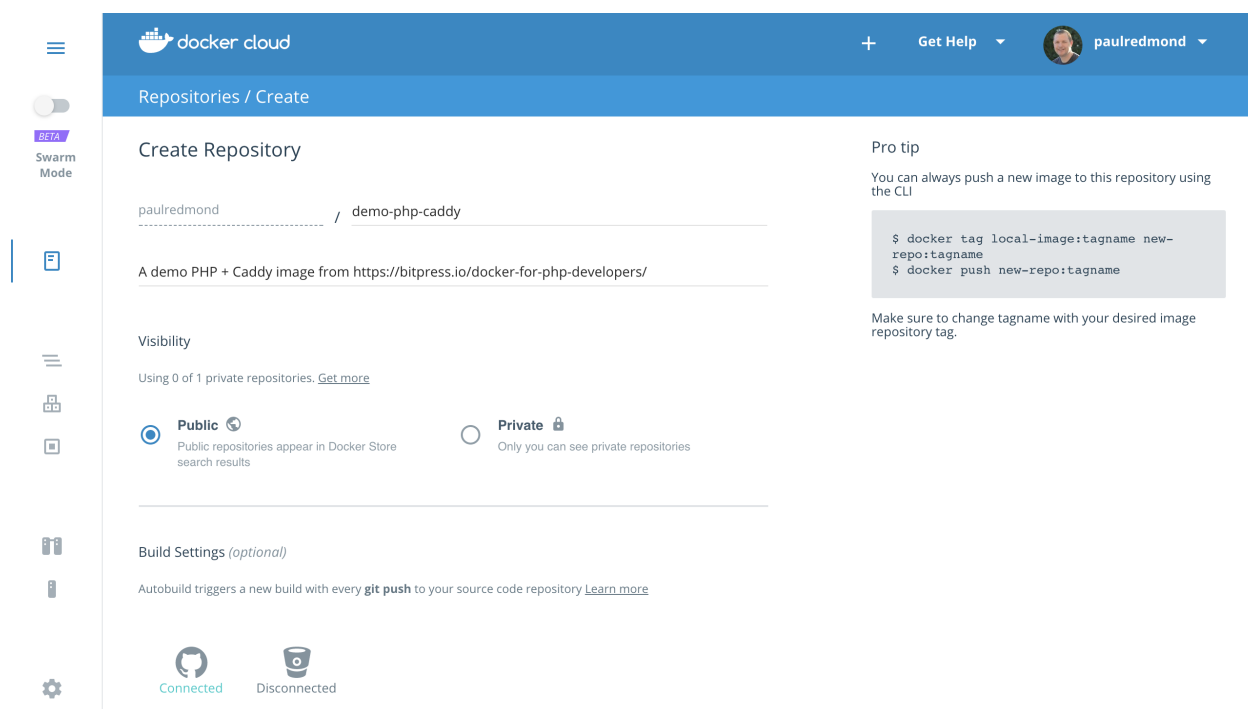 docker cloud
Get Help
paulredmond
Repositories / Create
BETA
Swarm
Mode
Create Repository
paulredmond / demo-php-caddy
A demo PHP + Caddy image from https://bitpress.io/docker-for-php-developers/
Visibility
Using 0 of 1 private repositories. Get more
Public
Public repositories appear in Docker Store
search results
Private
Only you can see private repositories
Build Settings (optional)
Autobuild triggers a new build with every git push to your source code repository Learn more
Connected
Disconnected
Pro tip
You can always push a new image to this repository using
the CLI
$ docker tag local-image:tagname new-
repo:tagname
$ docker push new-repo:tagname
Make sure to change tagname with your desired image
repository tag.